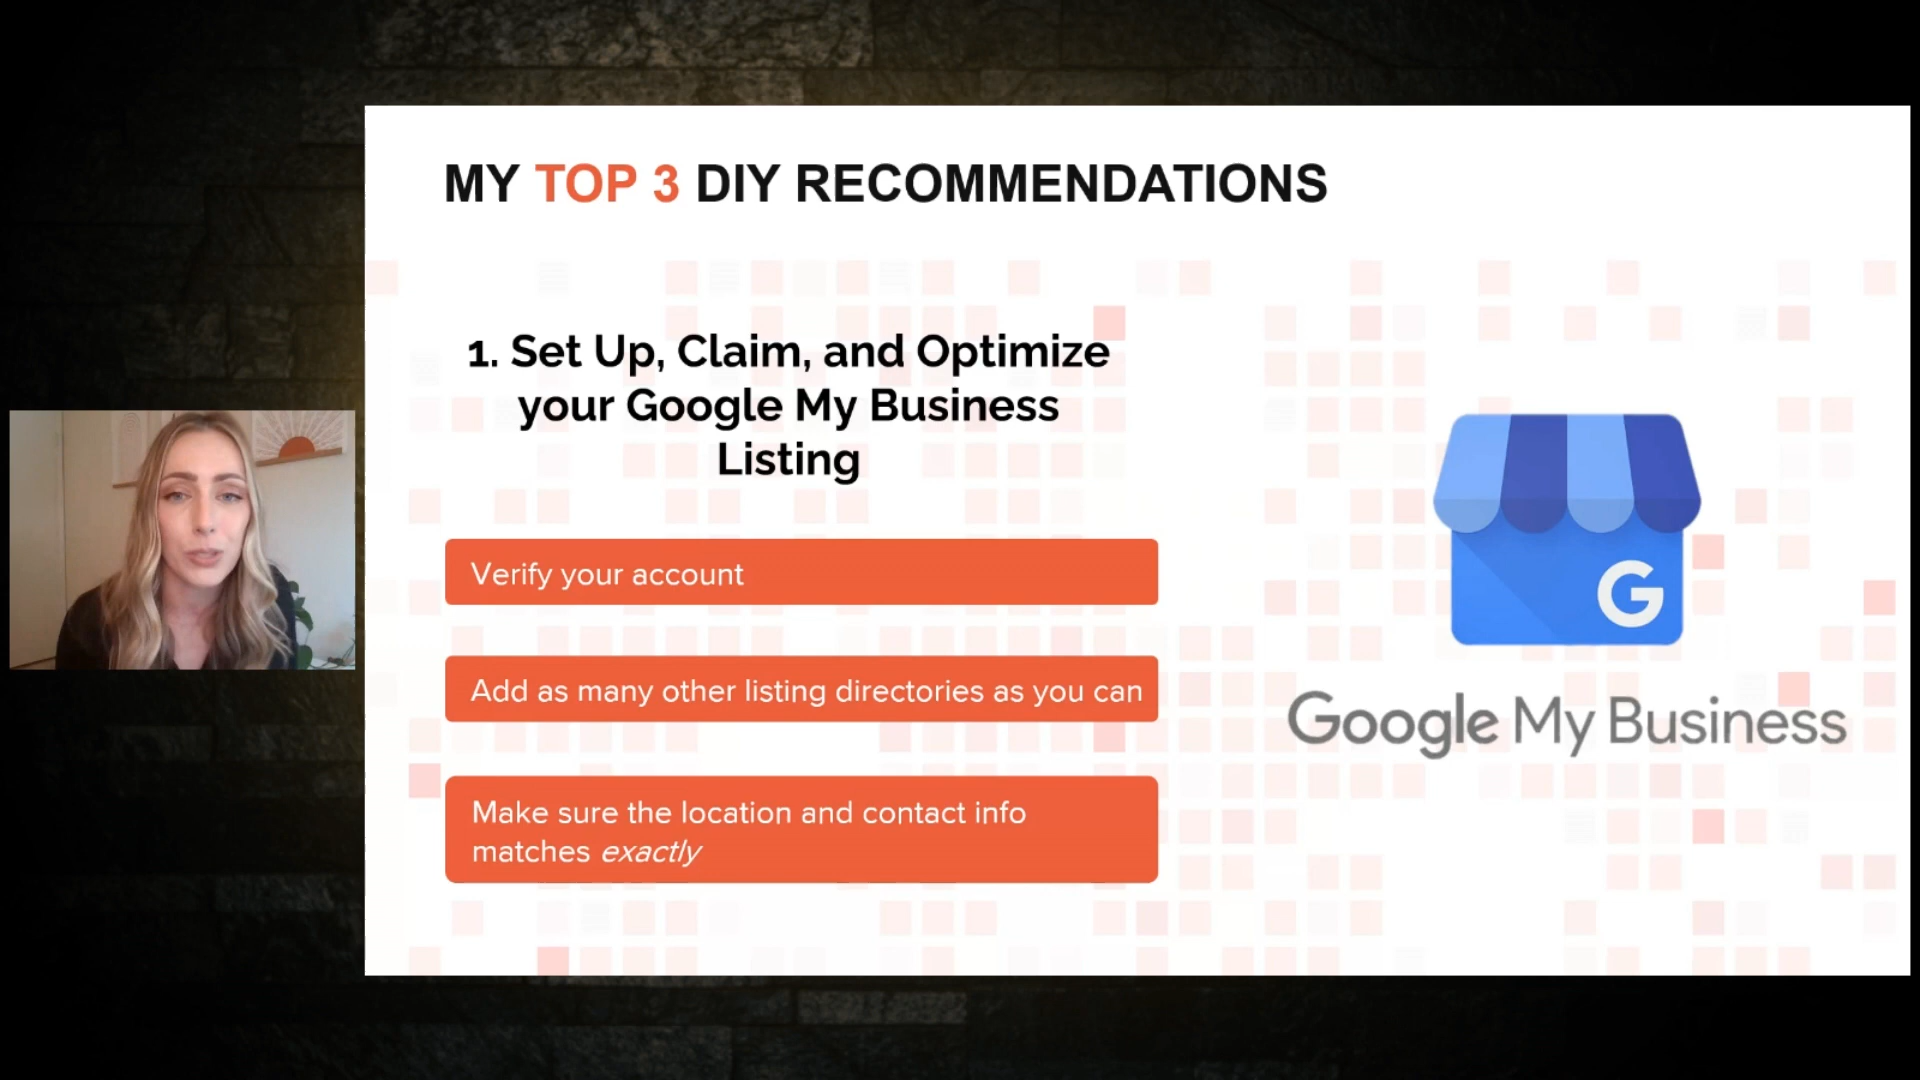 MY TOP 3 DIY RECOMMENDATIONS
1. Set Up, Claim, and Optimize
your Google My Business
Listing
Verify your account
Add as many other listing directories as you can
Make sure the location and contact info
matches exactly
G
Google My Business